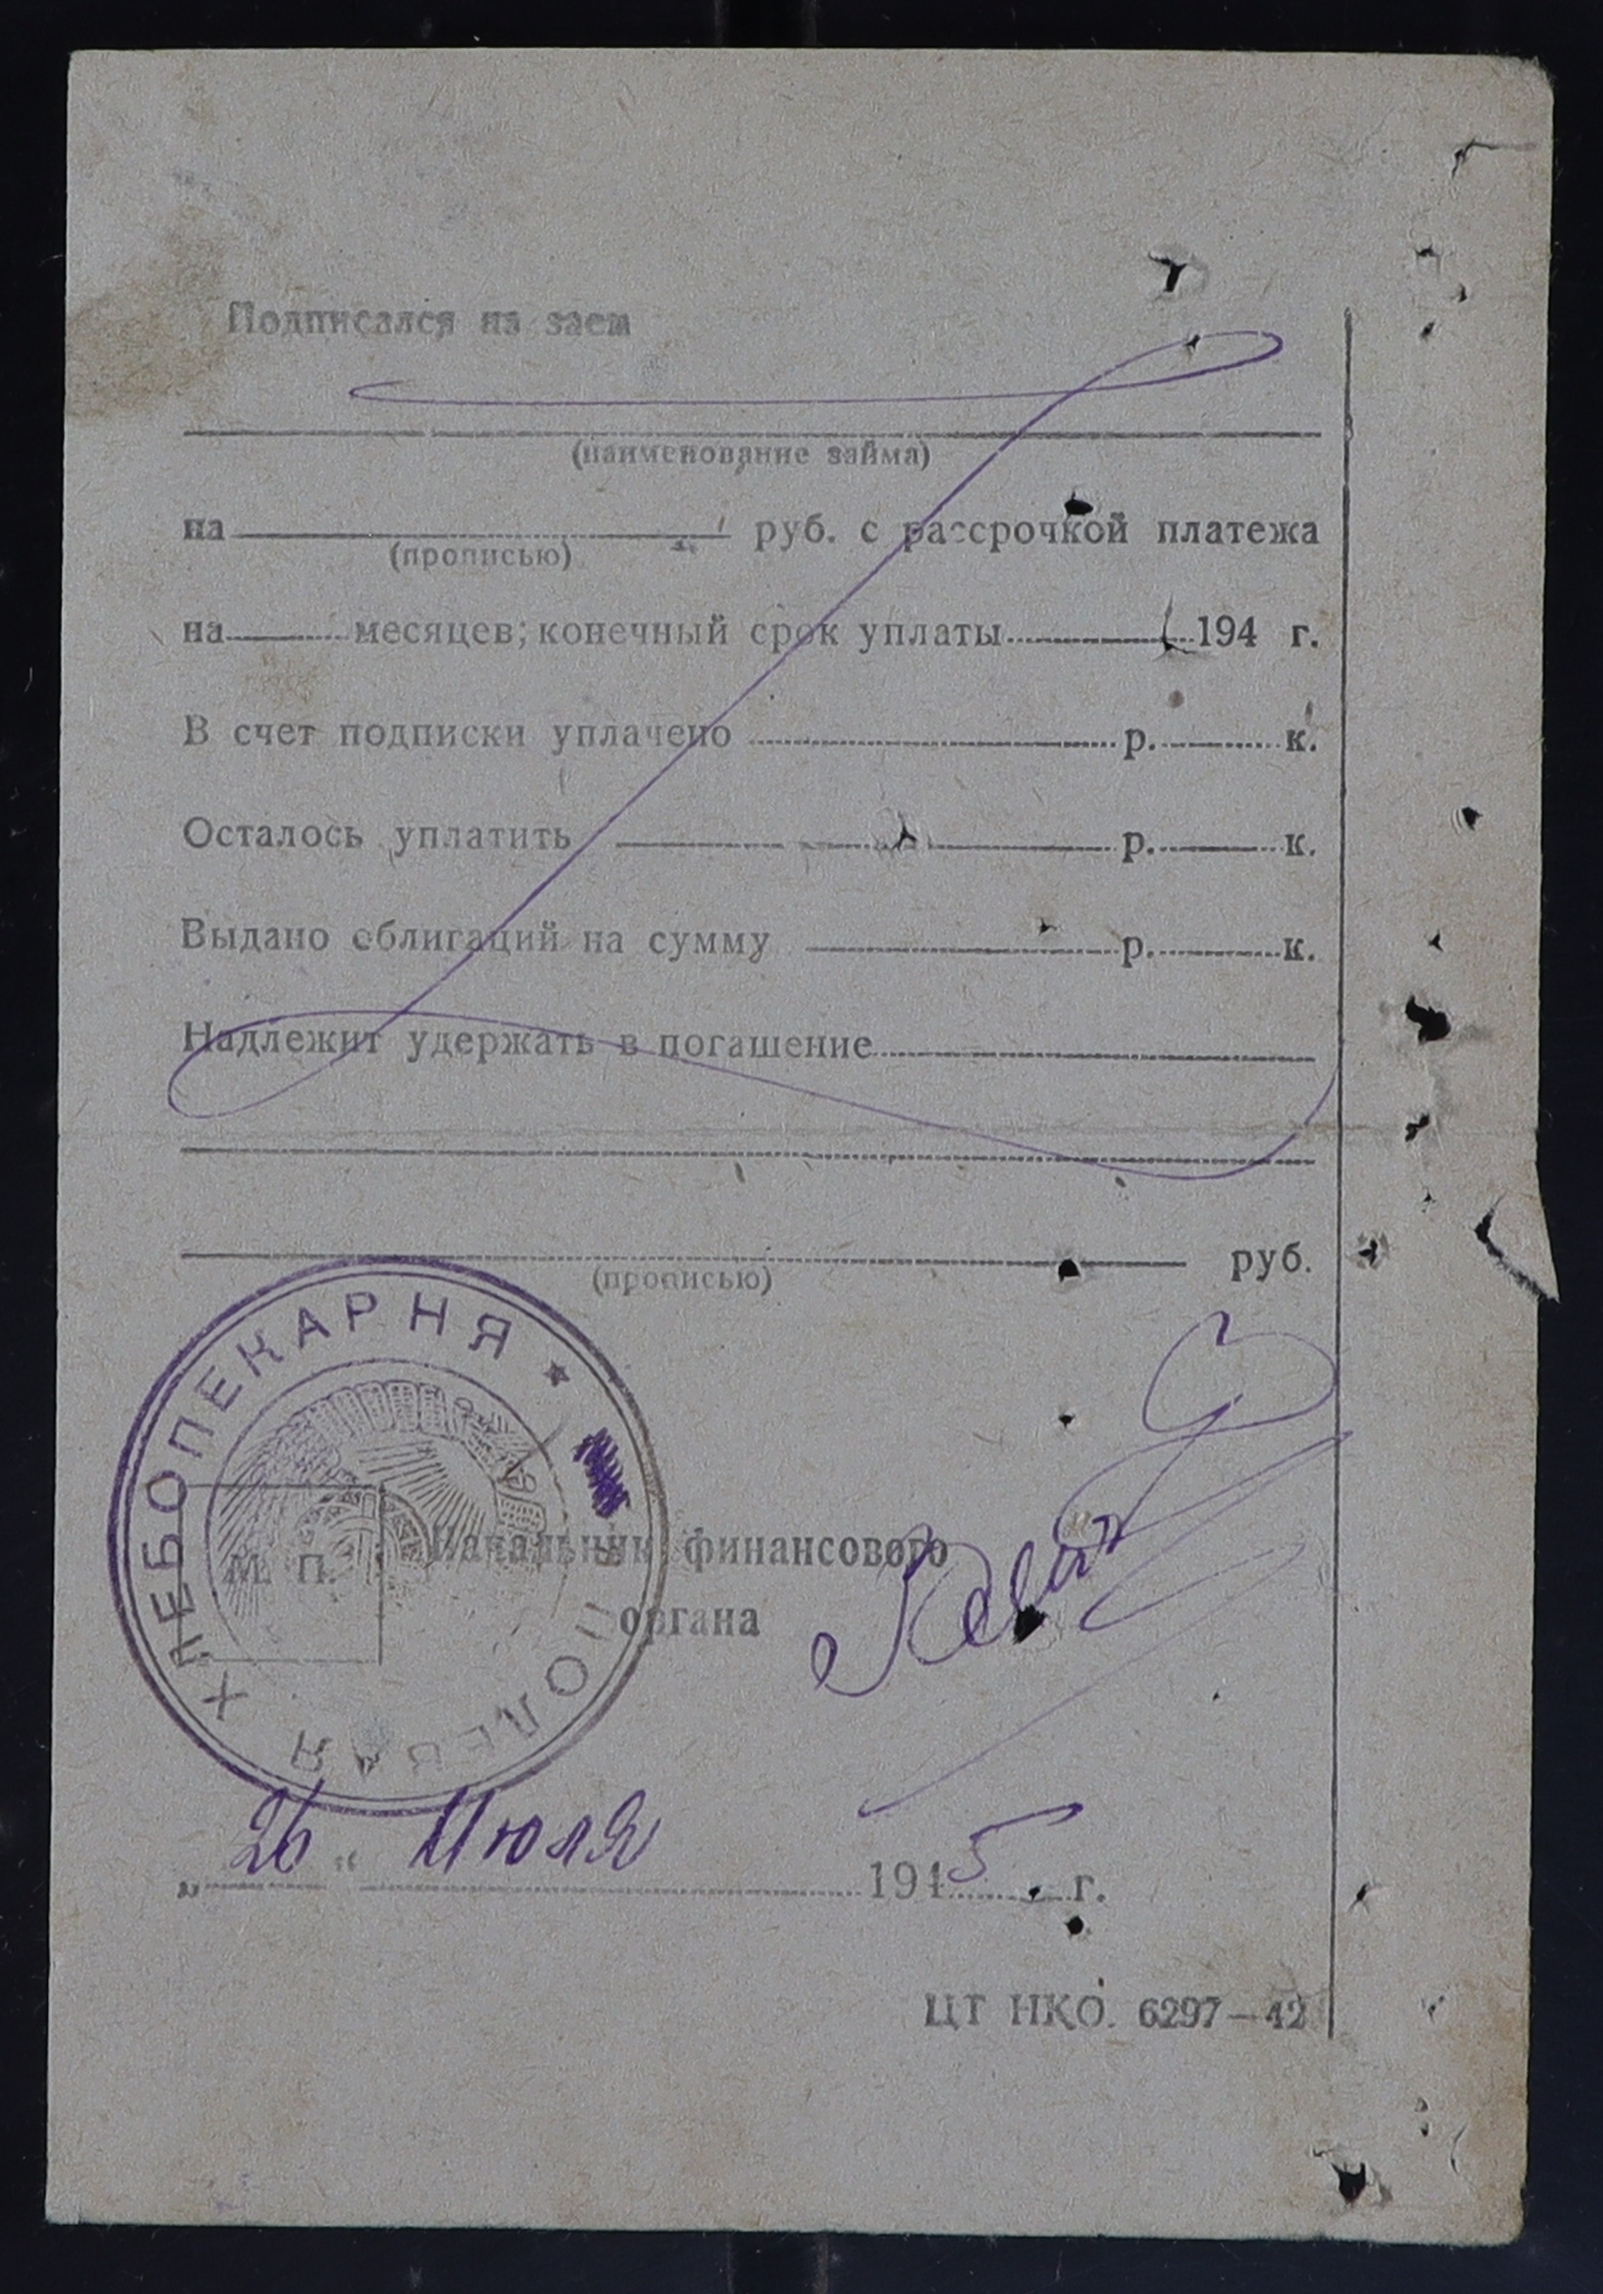 Подписался на заем
(наименование займа)
на руб. с рассрочкой платежа
(прописью)
на месяцев; конечный срок уплаты 194 г.
В счет подписки уплачено р. к.
Осталось уплатить р. к.
Выдано облигаций на сумму р. к.
Надлежит удержать в погашение
руб.
(прописью)
ПОЛЕВАЯ ХЛЕБОПЕКАРНЯ ★
М. П.
Начальник финансового
органа
„ 26 “ Июля 1945 г.
ЦТ НКО. 6297—42